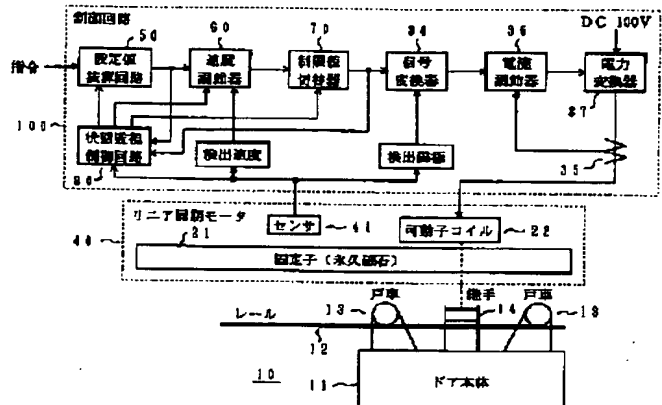 制御回路
50
60
70
34
36
DC 100V
指令
設定値
演算回路
速度
調節器
制限値
切替器
信号
変換器
電流
調節器
電力
変換器
37
100
状態監視
制御回路
80
検出速度
検出磁極
35
リニア同期モータ
21
センサ
41
可動子コイル
22
40
固定子(永久磁石)
戸車
継手
戸車
レール
13
14
13
12
10
11
ドア本体